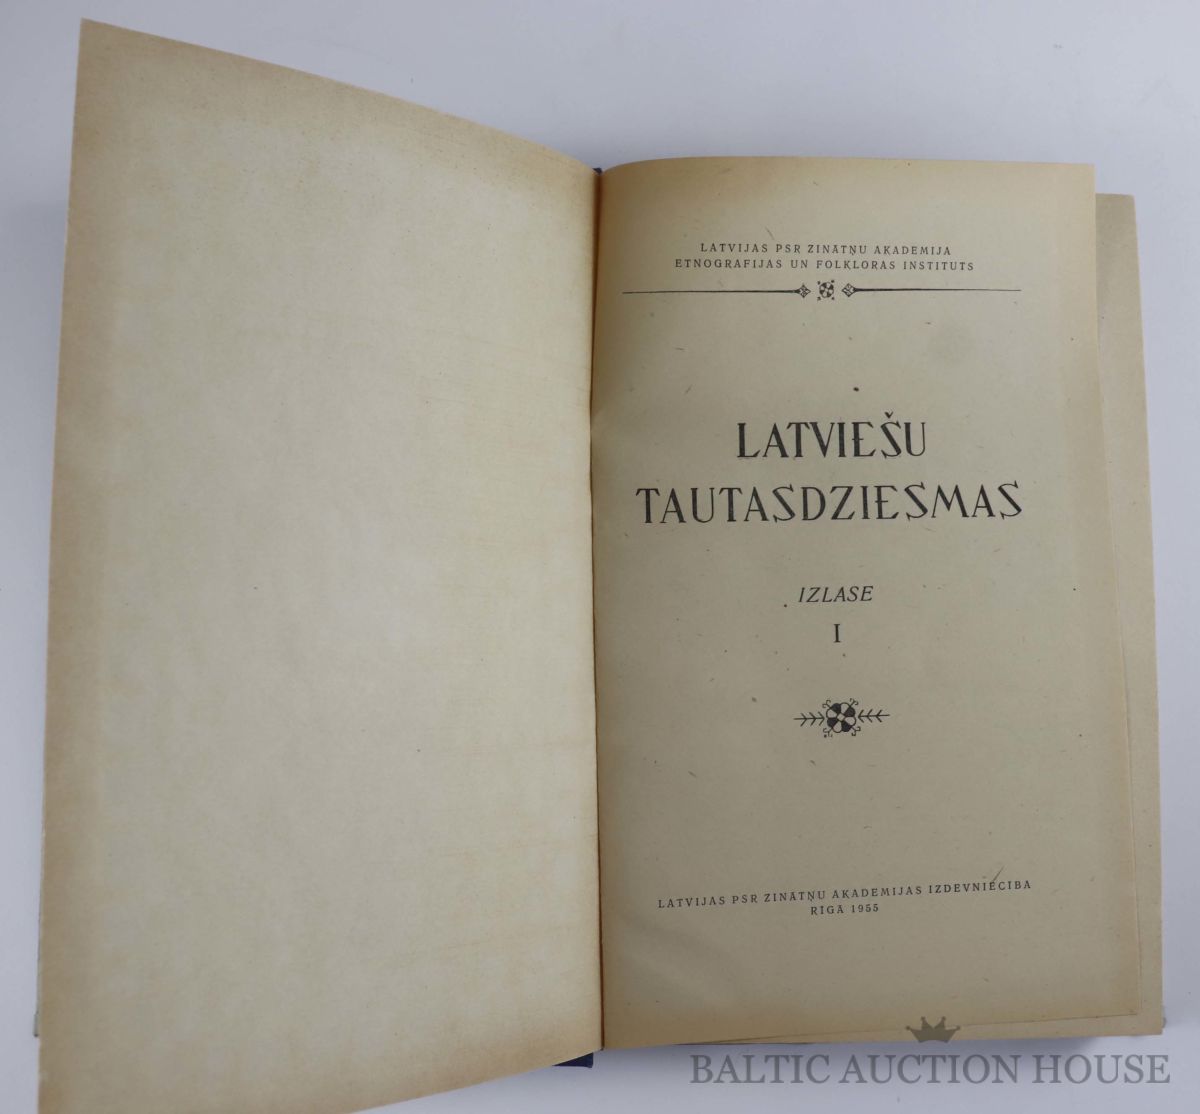 LATVIJAS PSR ZINĀTŅU AKADEMIJA
ETNOGRAFIJAS UN FOLKLORAS INSTITUTS
LATVIEŠU
TAUTASDZIESMAS
IZLASE
I
LATVIJAS PSR ZINĀTŅU AKADEMIJAS IZDEVNIECĪBA
RĪGĀ 1955
BALTIC AUCTION HOUSE